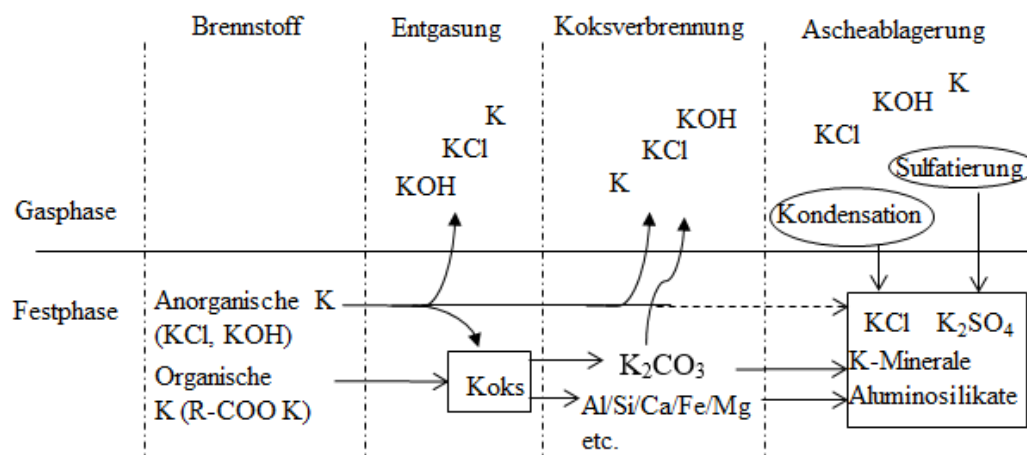 Brennstoff
Entgasung
Koksverbrennung
Ascheablagerung
K
KCl
KOH
KOH
KCl
K
K
KOH
KCl
Sulfatierung
Kondensation
Gasphase
Festphase
Anorganische K
(KCl, KOH)
Organische
K (R-COO K)
Koks
K₂CO₃
Al/Si/Ca/Fe/Mg
etc.
KCl K₂SO₄
K-Minerale
Aluminosilikate